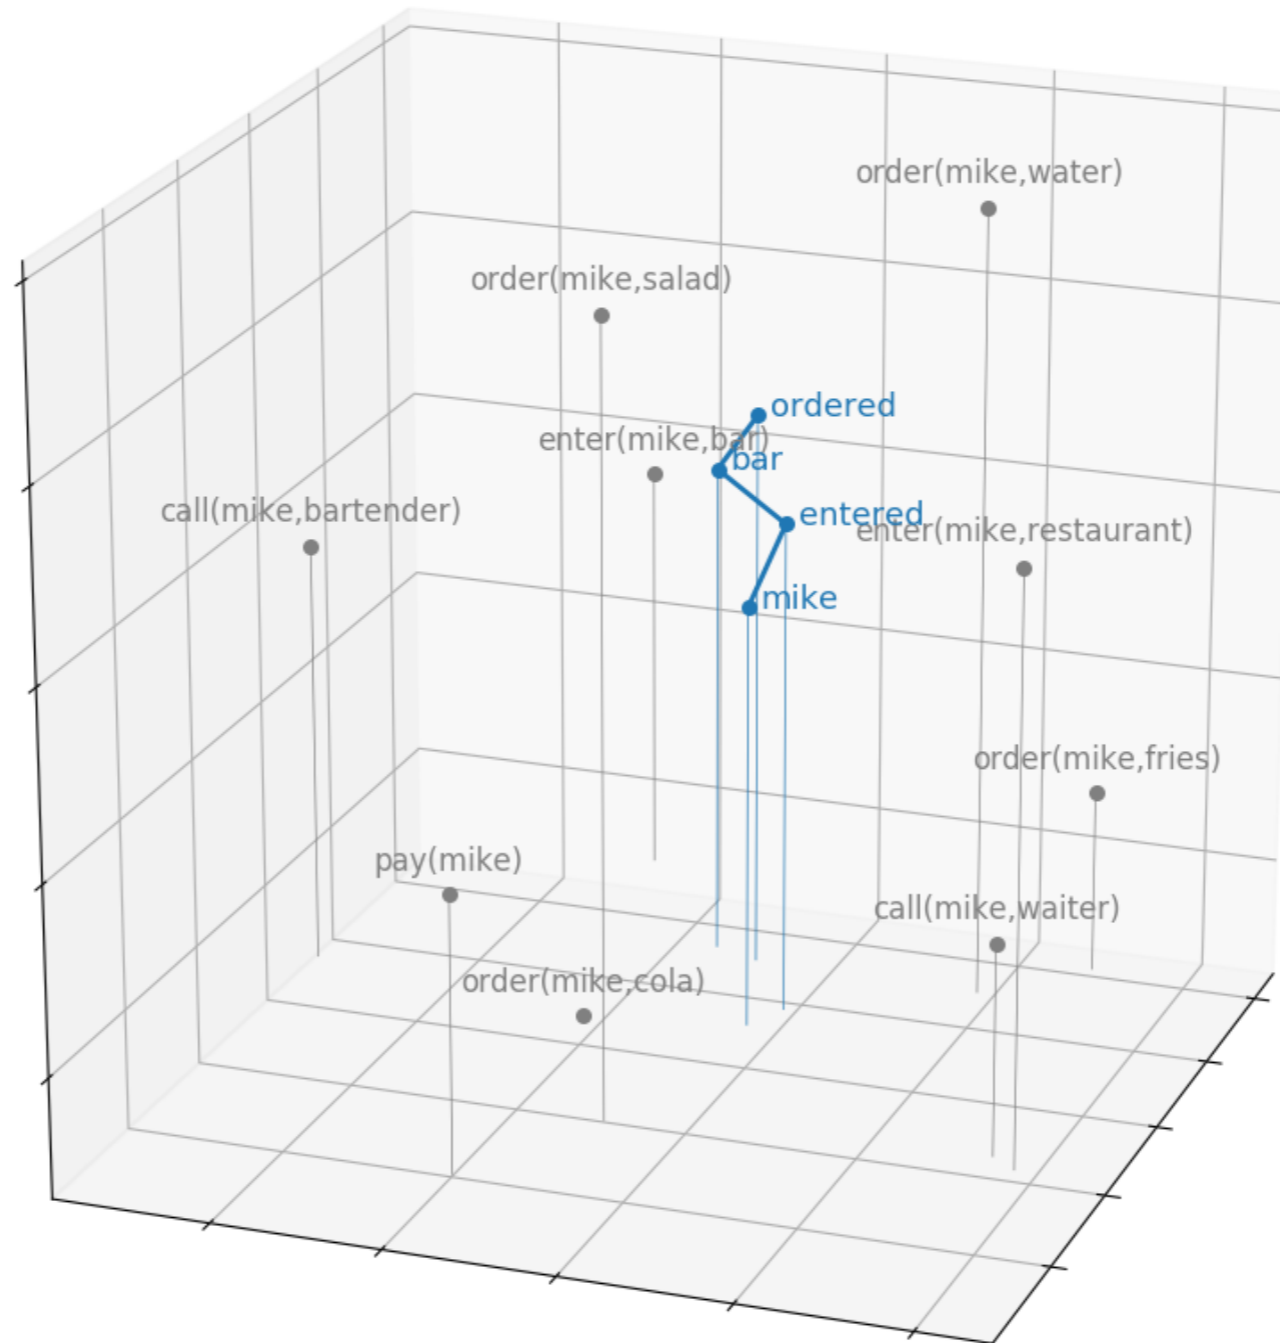 order(mike,water)
order(mike,salad)
ordered
enter(mike,bar)
bar
call(mike,bartender)
entered
enter(mike,restaurant)
mike
order(mike,fries)
pay(mike)
call(mike,waiter)
order(mike,cola)